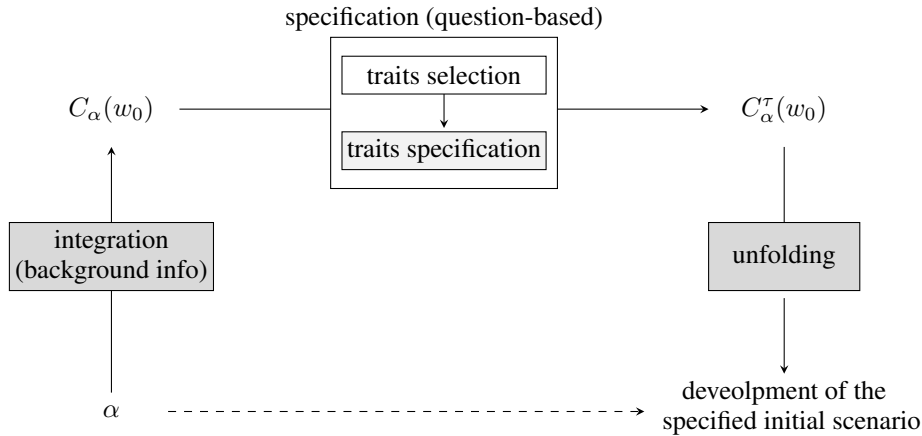 specification (question-based)
traits selection
C_α(w_0)
C_α^τ(w_0)
traits specification
integration
(background info)
unfolding
α
deveolpment of the
specified initial scenario